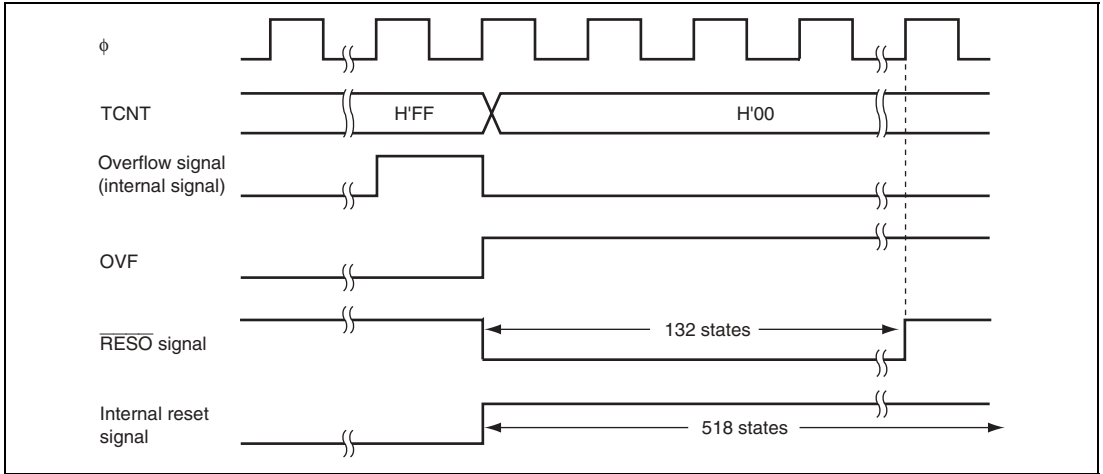 ϕ
TCNT
H'FF
H'00
Overflow signal
(internal signal)
OVF
RESO signal
132 states
Internal reset
signal
518 states